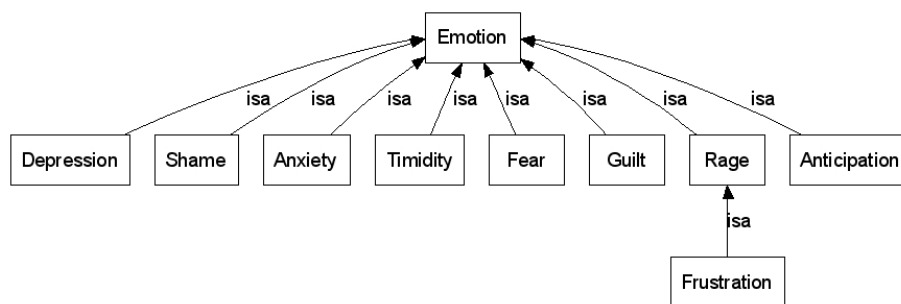 Emotion
isa isa isa isa isa isa isa isa
Depression Shame Anxiety Timidity Fear Guilt Rage Anticipation
isa
Frustration